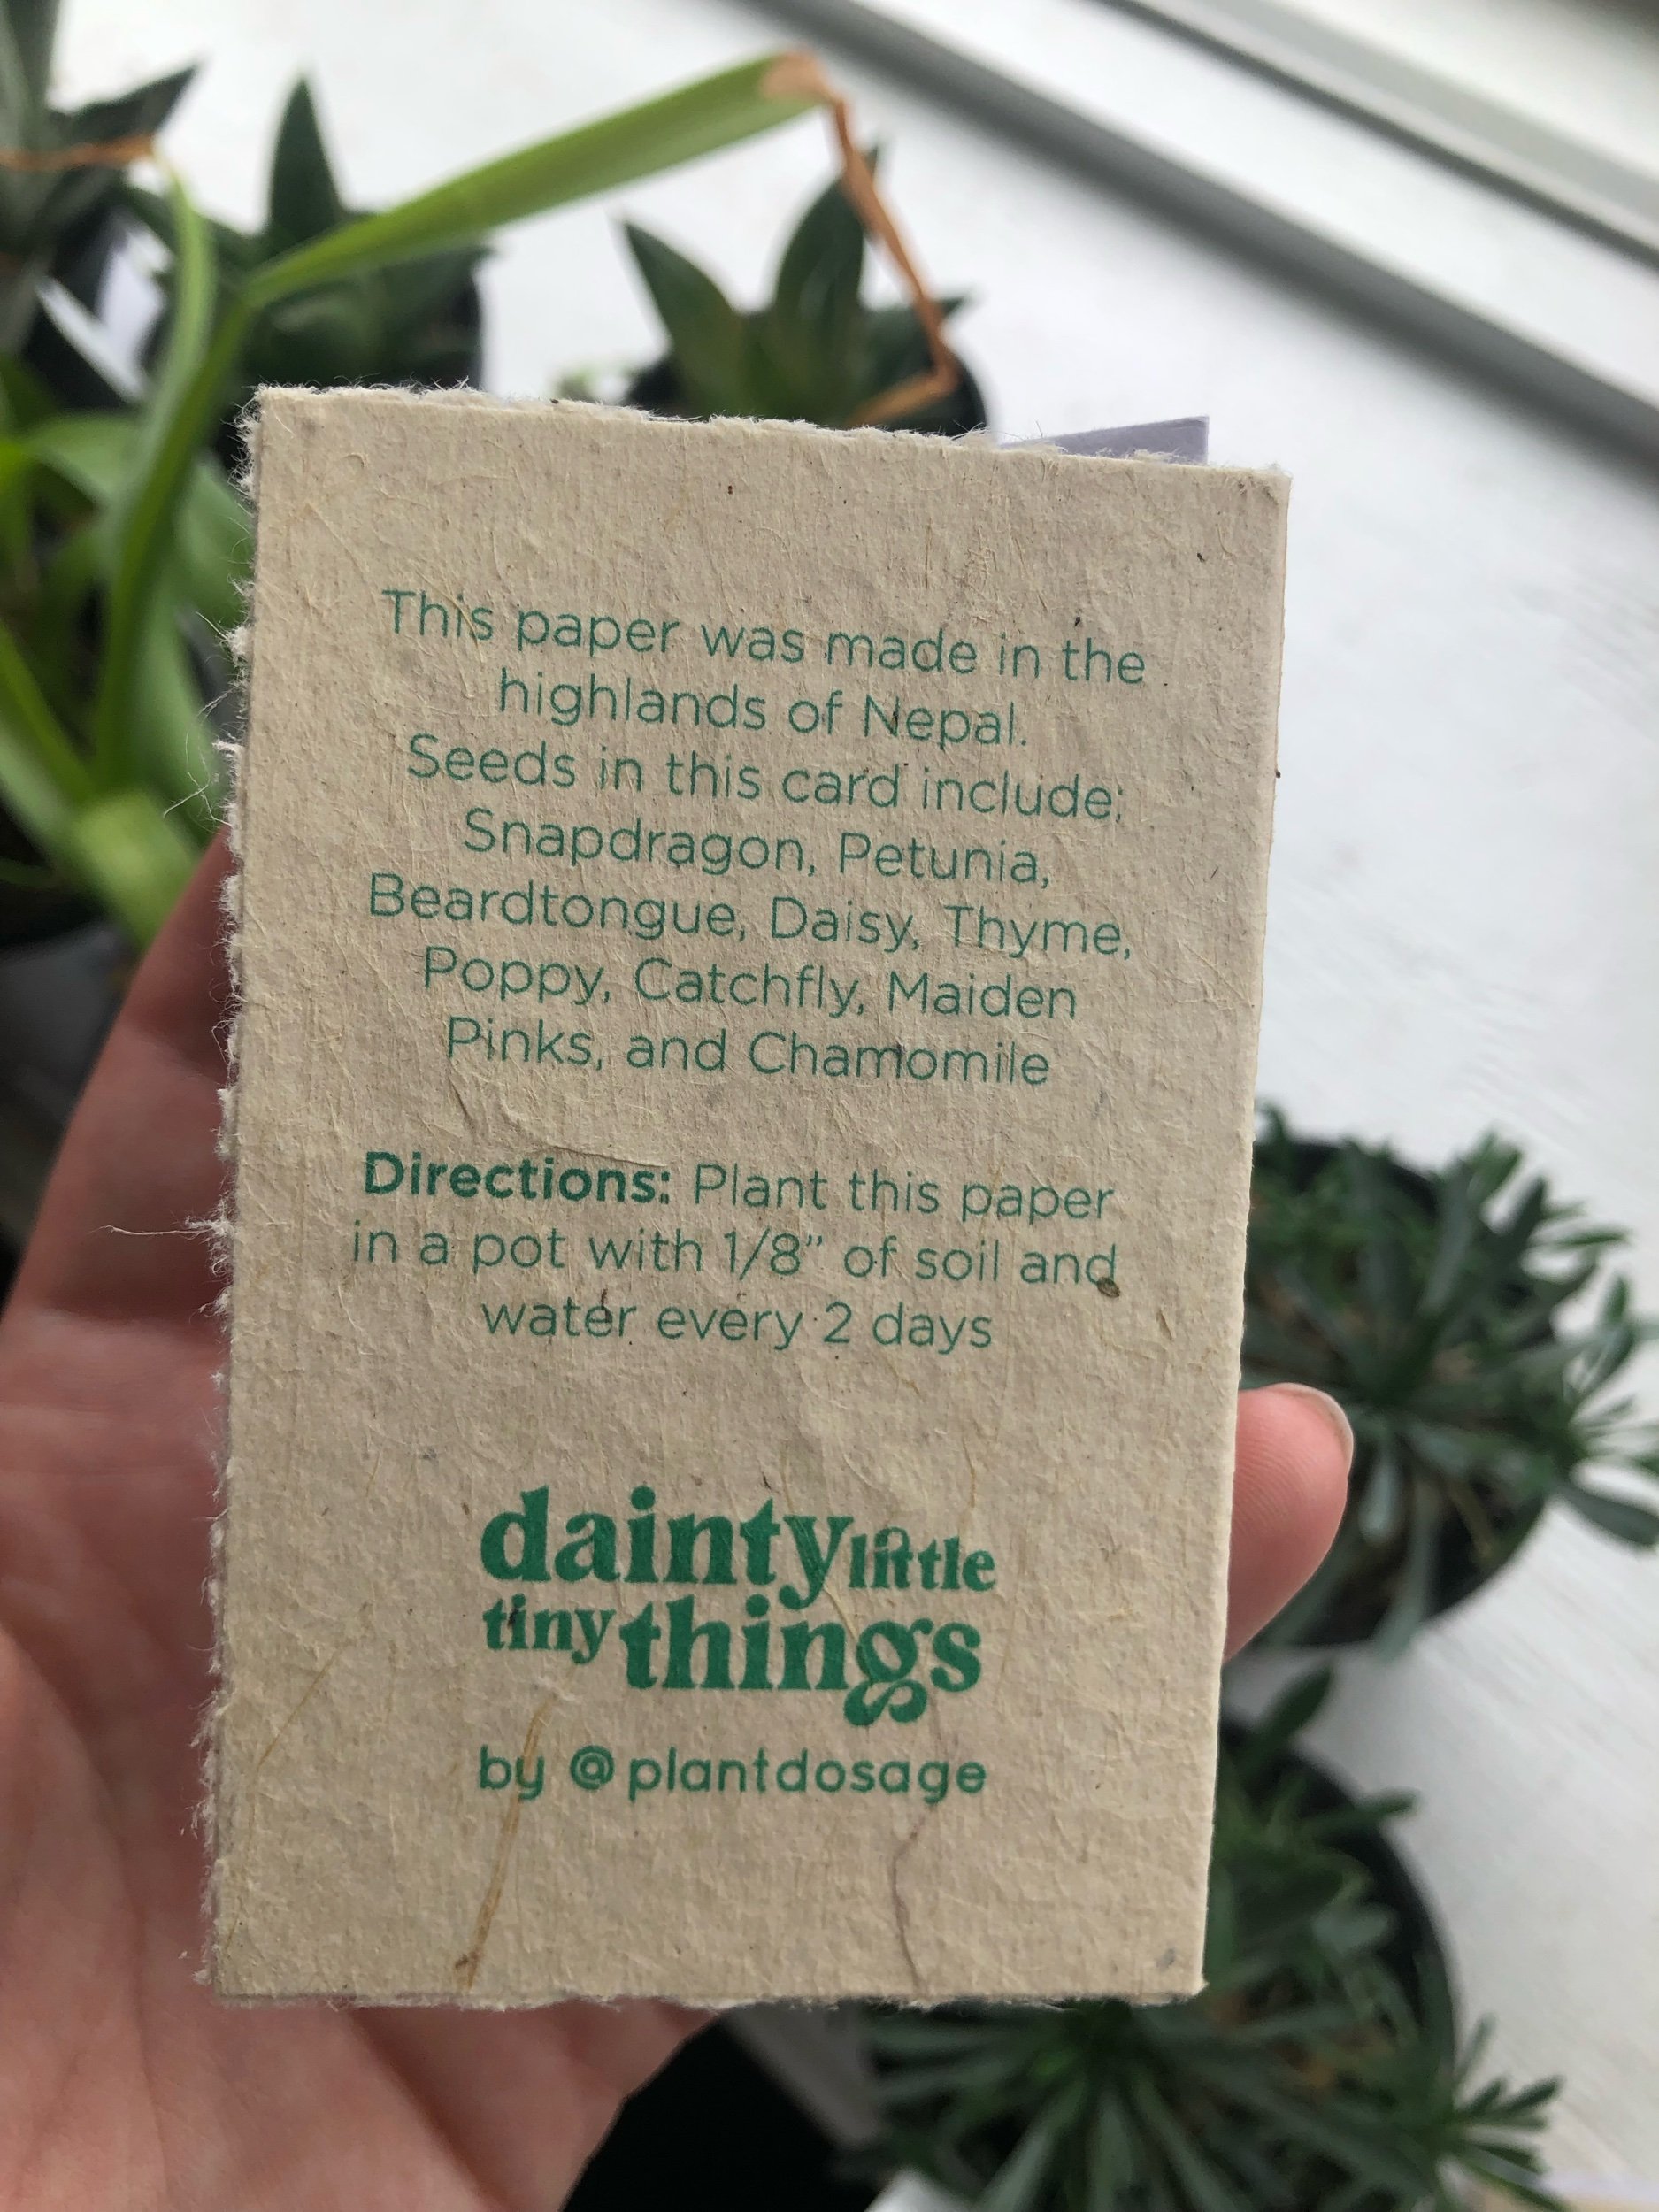 This paper was made in the
highlands of Nepal.
Seeds in this card include:
Snapdragon, Petunia,
Beardtongue, Daisy, Thyme,
Poppy, Catchfly, Maiden
Pinks, and Chamomile
Directions: Plant this paper
in a pot with 1/8” of soil and
water every 2 days
dainty little
tiny things
by @plantdosage